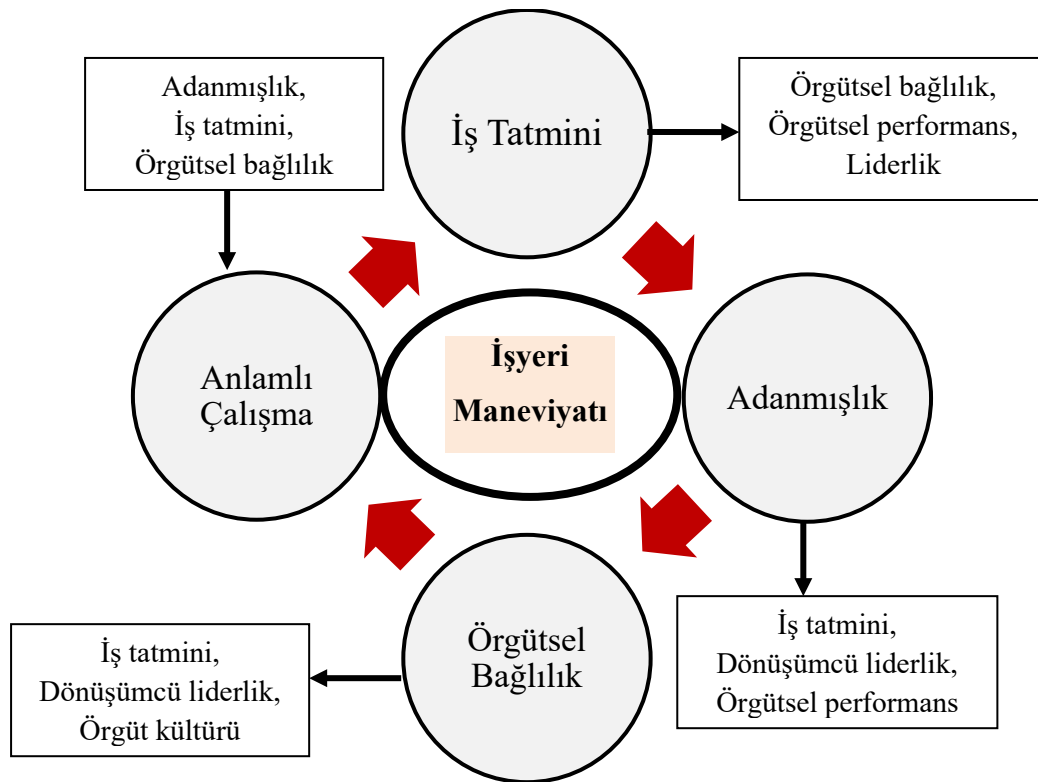 Adanmışlık,
İş tatmini,
Örgütsel bağlılık
İş Tatmini
Örgütsel bağlılık,
Örgütsel performans,
Liderlik
Anlamlı
Çalışma
İşyeri
Maneviyatı
Adanmışlık
Örgütsel
Bağlılık
İş tatmini,
Dönüşümcü liderlik,
Örgüt kültürü
İş tatmini,
Dönüşümcü liderlik,
Örgütsel performans